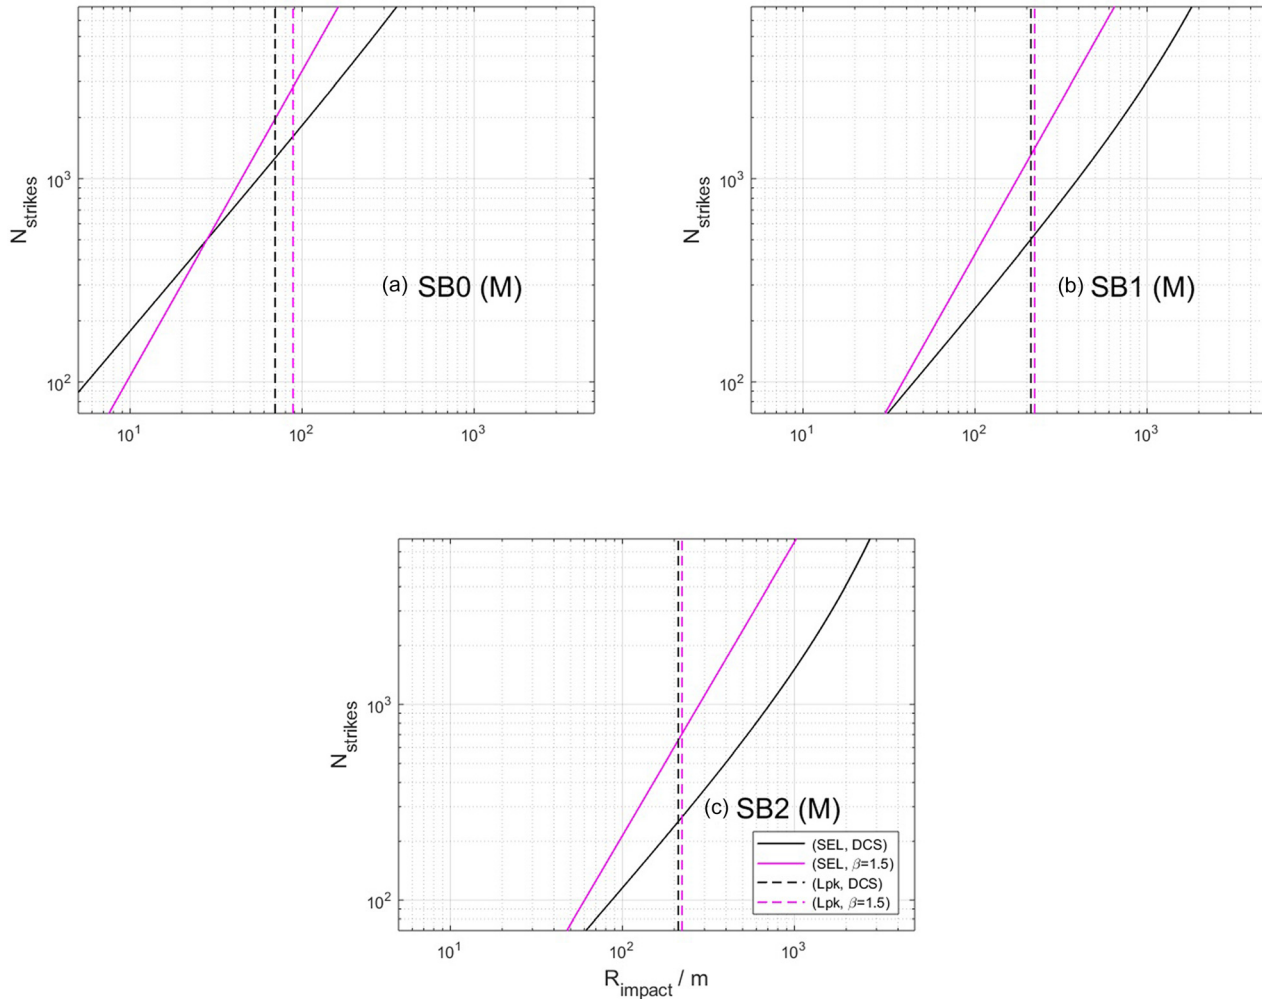 N_strikes
10^3
10^2
(a) SB0 (M)
10^1
10^2
10^3
N_strikes
10^3
10^2
(b) SB1 (M)
10^1
10^2
10^3
N_strikes
10^3
10^2
(c) SB2 (M)
(SEL, DCS)
(SEL, β=1.5)
(Lpk, DCS)
(Lpk, β=1.5)
10^1
10^2
10^3
R_impact / m